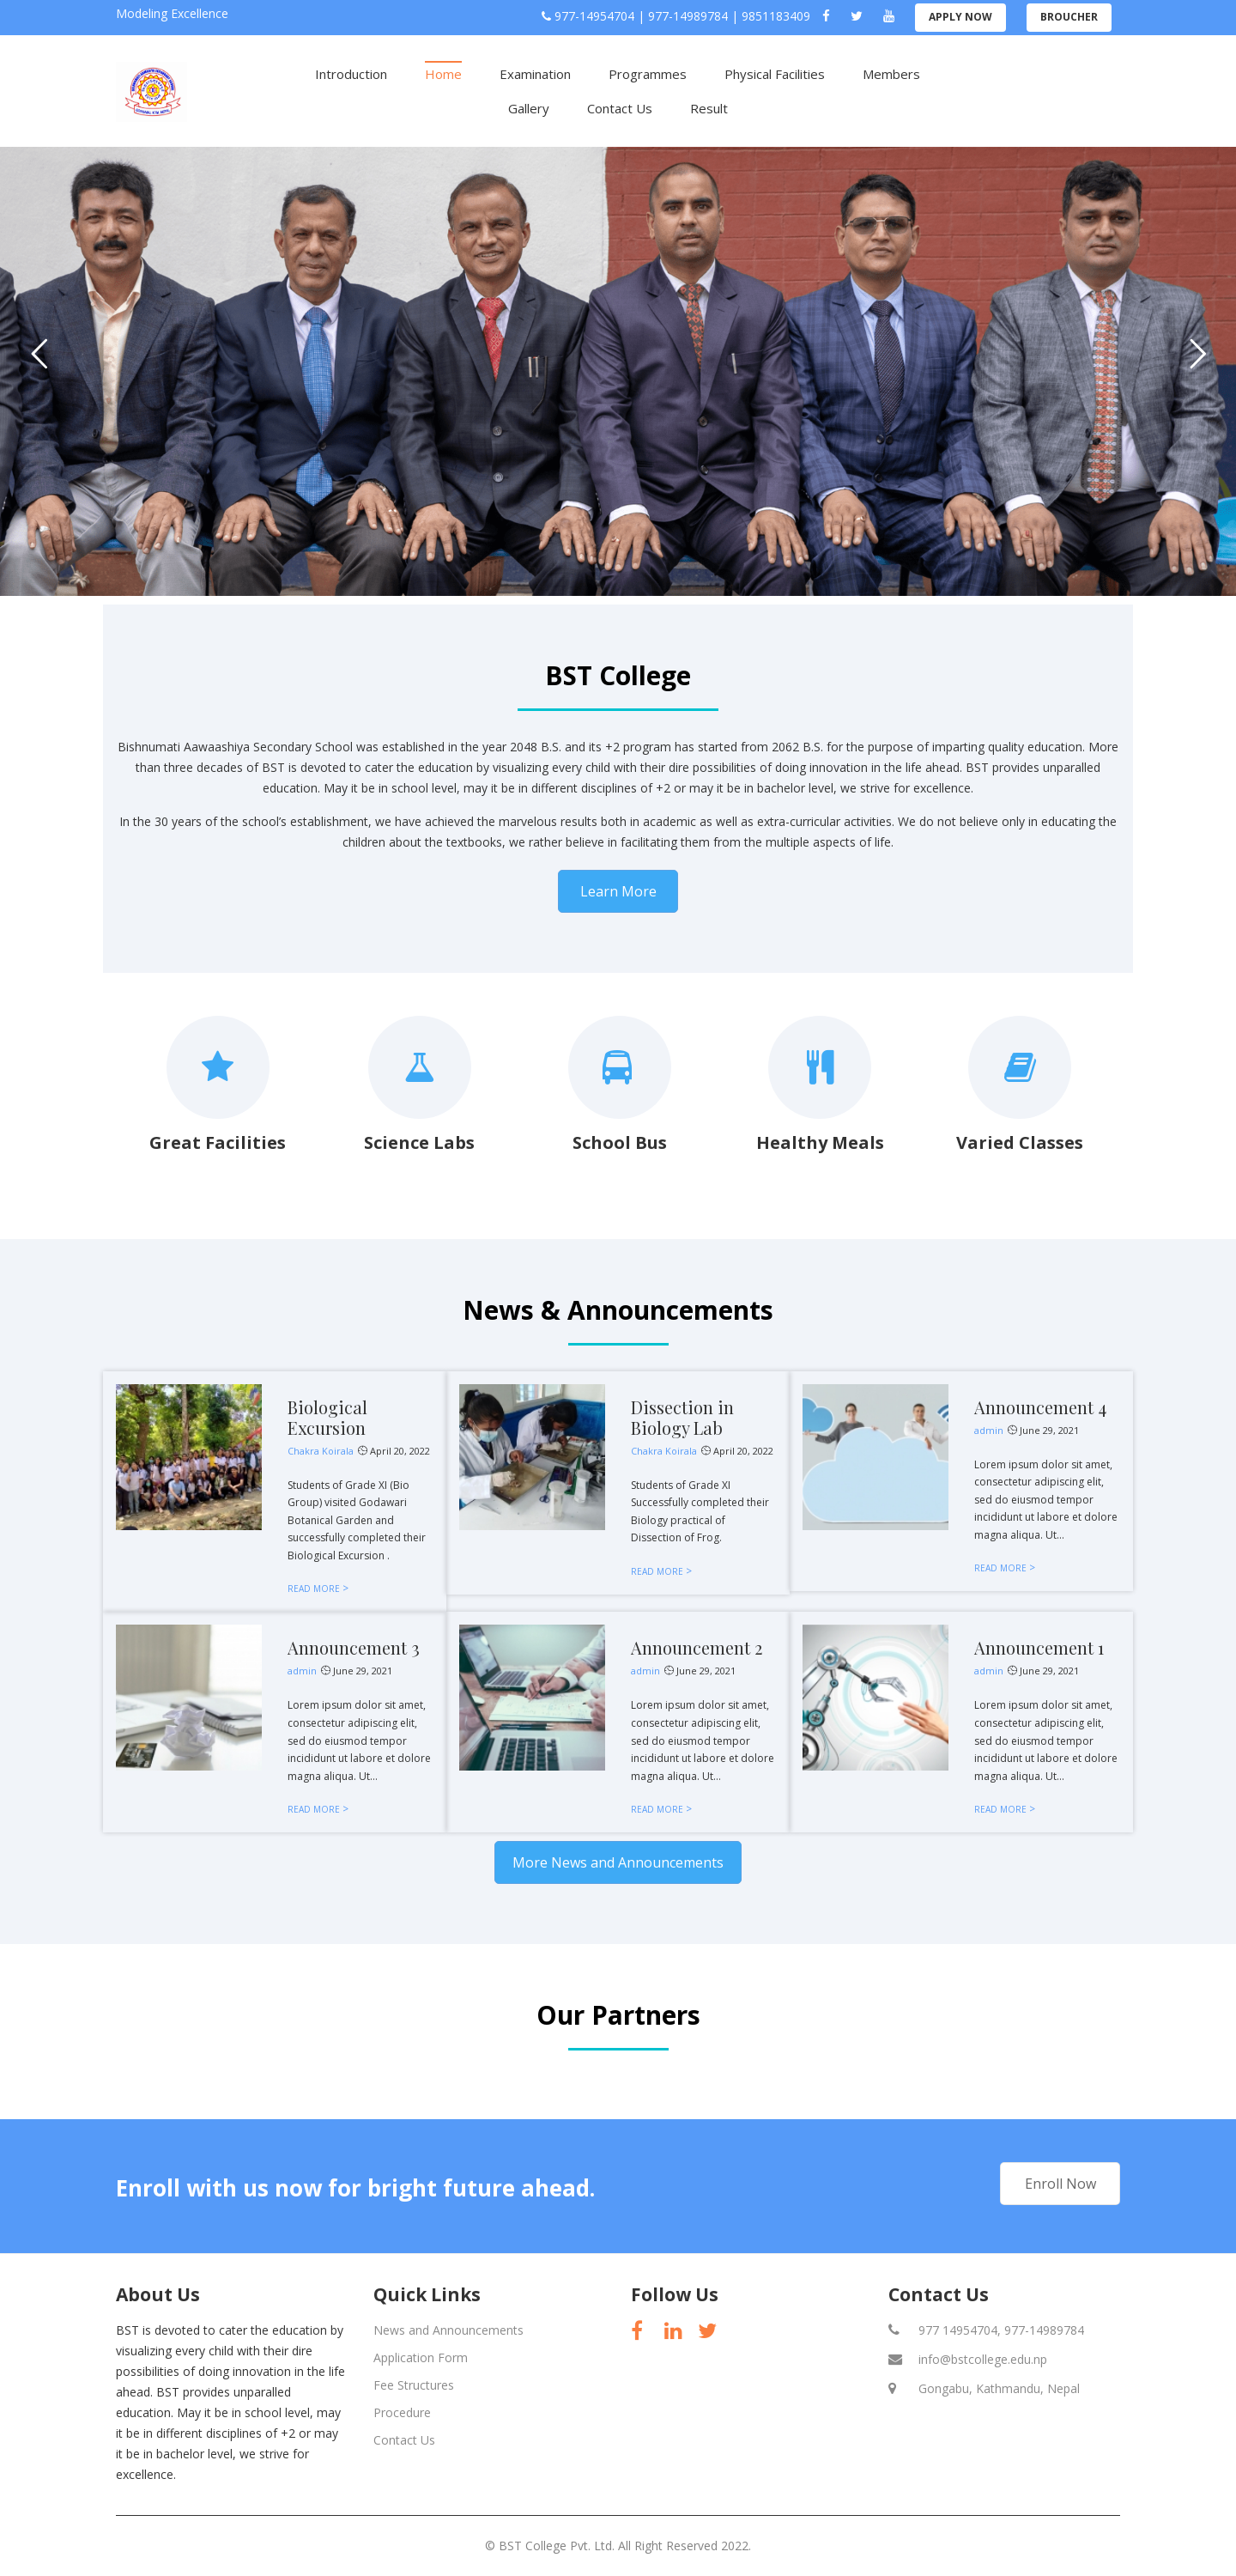 Modeling Excellence
977-14954704 | 977-14989784 | 9851183409
APPLY NOW
BROUCHER
Introduction
Home
Examination
Programmes
Physical Facilities
Members
Gallery
Contact Us
Result
BST College
Bishnumati Aawaashiya Secondary School was established in the year 2048 B.S. and its +2 program has started from 2062 B.S. for the purpose of imparting quality education. More
than three decades of BST is devoted to cater the education by visualizing every child with their dire possibilities of doing innovation in the life ahead. BST provides unparalled
education. May it be in school level, may it be in different disciplines of +2 or may it be in bachelor level, we strive for excellence.
In the 30 years of the school’s establishment, we have achieved the marvelous results both in academic as well as extra-curricular activities. We do not believe only in educating the
children about the textbooks, we rather believe in facilitating them from the multiple aspects of life.
Learn More
Great Facilities
Science Labs
School Bus
Healthy Meals
Varied Classes
News & Announcements
Biological
Excursion
Chakra Koirala April 20, 2022
Students of Grade XI (Bio
Group) visited Godawari
Botanical Garden and
successfully completed their
Biological Excursion .
READ MORE >
Dissection in
Biology Lab
Chakra Koirala April 20, 2022
Students of Grade XI
Successfully completed their
Biology practical of
Dissection of Frog.
READ MORE >
Announcement 4
admin June 29, 2021
Lorem ipsum dolor sit amet,
consectetur adipiscing elit,
sed do eiusmod tempor
incididunt ut labore et dolore
magna aliqua. Ut...
READ MORE >
Announcement 3
admin June 29, 2021
Lorem ipsum dolor sit amet,
consectetur adipiscing elit,
sed do eiusmod tempor
incididunt ut labore et dolore
magna aliqua. Ut...
READ MORE >
Announcement 2
admin June 29, 2021
Lorem ipsum dolor sit amet,
consectetur adipiscing elit,
sed do eiusmod tempor
incididunt ut labore et dolore
magna aliqua. Ut...
READ MORE >
Announcement 1
admin June 29, 2021
Lorem ipsum dolor sit amet,
consectetur adipiscing elit,
sed do eiusmod tempor
incididunt ut labore et dolore
magna aliqua. Ut...
READ MORE >
More News and Announcements
Our Partners
Enroll with us now for bright future ahead.
Enroll Now
About Us
BST is devoted to cater the education by
visualizing every child with their dire
possibilities of doing innovation in the life
ahead. BST provides unparalled
education. May it be in school level, may
it be in different disciplines of +2 or may
it be in bachelor level, we strive for
excellence.
Quick Links
News and Announcements
Application Form
Fee Structures
Procedure
Contact Us
Follow Us
Contact Us
977 14954704, 977-14989784
info@bstcollege.edu.np
Gongabu, Kathmandu, Nepal
© BST College Pvt. Ltd. All Right Reserved 2022.